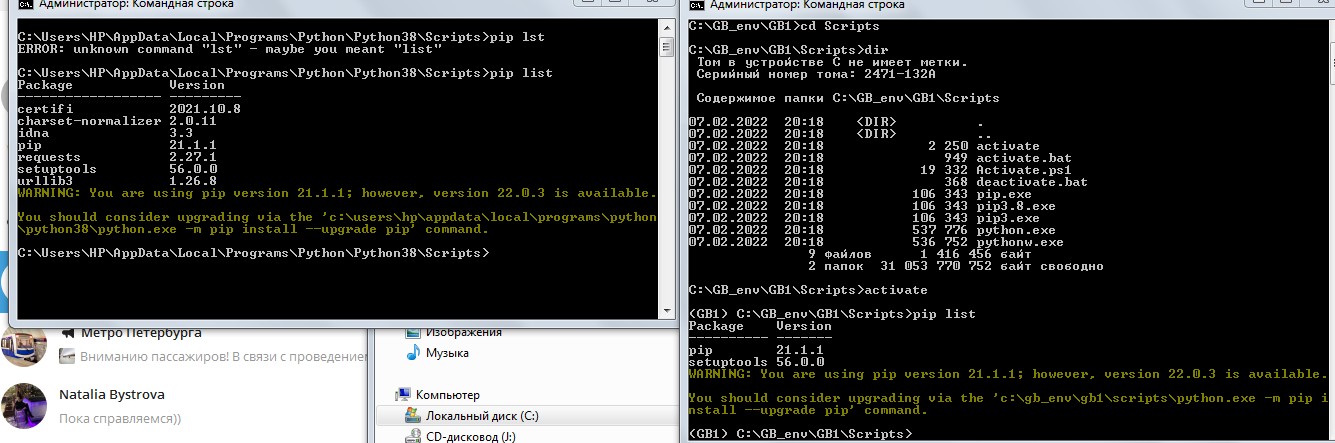 Администратор: Командная строка
C:\Users\HP\AppData\Local\Programs\Python\Python38\Scripts>pip lst
ERROR: unknown command "lst" - maybe you meant "list"
C:\Users\HP\AppData\Local\Programs\Python\Python38\Scripts>pip list
Package            Version
------------------ ---------
certifi            2021.10.8
charset-normalizer 2.0.11
idna               3.3
pip                21.1.1
requests           2.27.1
setuptools         56.0.0
urllib3            1.26.8
WARNING: You are using pip version 21.1.1; however, version 22.0.3 is available.
You should consider upgrading via the 'c:\users\hp\appdata\local\programs\python
\python38\python.exe -m pip install --upgrade pip' command.
C:\Users\HP\AppData\Local\Programs\Python\Python38\Scripts>
Метро Петербурга
Вниманию пассажиров! В связи с проведением
Natalia Bystrova
Пока справляемся))
Изображения
Музыка
Компьютер
Локальный диск (C:)
CD-дисковод (J:)
Администратор: Командная строка
C:\GB_env\GB1>cd Scripts
C:\GB_env\GB1\Scripts>dir
Том в устройстве C не имеет метки.
Серийный номер тома: 2471-132A
Содержимое папки C:\GB_env\GB1\Scripts
07.02.2022  20:18    <DIR>          .
07.02.2022  20:18    <DIR>          ..
07.02.2022  20:18             2 250 activate
07.02.2022  20:18               949 activate.bat
07.02.2022  20:18            19 332 Activate.ps1
07.02.2022  20:18               368 deactivate.bat
07.02.2022  20:18           106 343 pip.exe
07.02.2022  20:18           106 343 pip3.8.exe
07.02.2022  20:18           106 343 pip3.exe
07.02.2022  20:18           537 776 python.exe
07.02.2022  20:18           536 752 pythonw.exe
9 файлов      1 416 456 байт
2 папок  31 053 770 752 байт свободно
C:\GB_env\GB1\Scripts>activate
(GB1) C:\GB_env\GB1\Scripts>pip list
Package    Version
---------- -------
pip        21.1.1
setuptools 56.0.0
WARNING: You are using pip version 21.1.1; however, version 22.0.3 is available.
You should consider upgrading via the 'c:\gb_env\gb1\scripts\python.exe -m pip i
nstall --upgrade pip' command.
(GB1) C:\GB_env\GB1\Scripts>